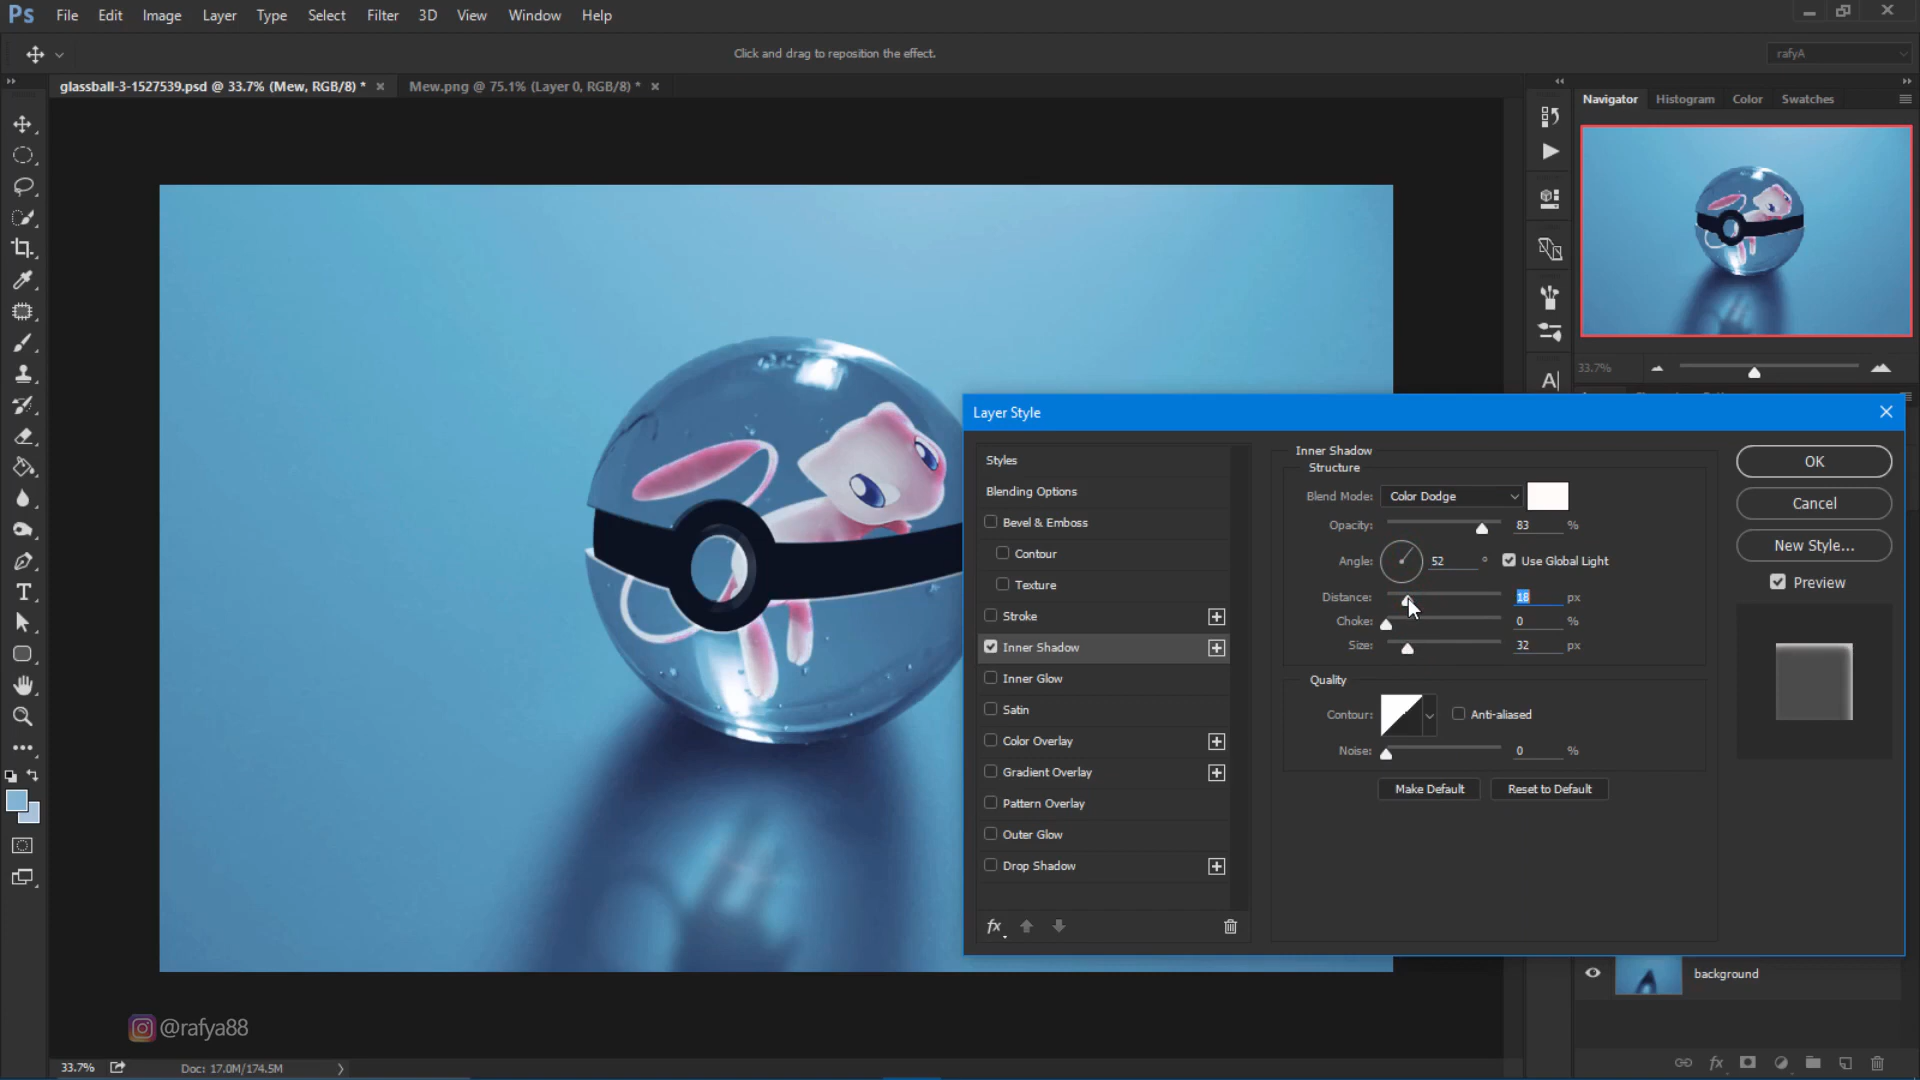 Ps File Edit Image Layer Type Select Filter 3D View Window Help
Click and drag to reposition the effect.
rafyA
glassball-3-1527539.psd @ 33.7% (Mew, RGB/8) *
Mew.png @ 75.1% (Layer 0, RGB/8) *
Navigator Histogram Color Swatches
33.7%
Layer Style
Styles
Blending Options
Bevel & Emboss
Contour
Texture
Stroke
Inner Shadow
Inner Glow
Satin
Color Overlay
Gradient Overlay
Pattern Overlay
Outer Glow
Drop Shadow
fx
Inner Shadow
Structure
Blend Mode: Color Dodge
Opacity: 83 %
Angle: 52 ° Use Global Light
Distance: 18 px
Choke: 0 %
Size: 32 px
Quality
Contour: Anti-aliased
Noise: 0 %
Make Default Reset to Default
OK
Cancel
New Style...
Preview
background
@rafya88
33.7% Doc: 17.0M/174.5M
fx